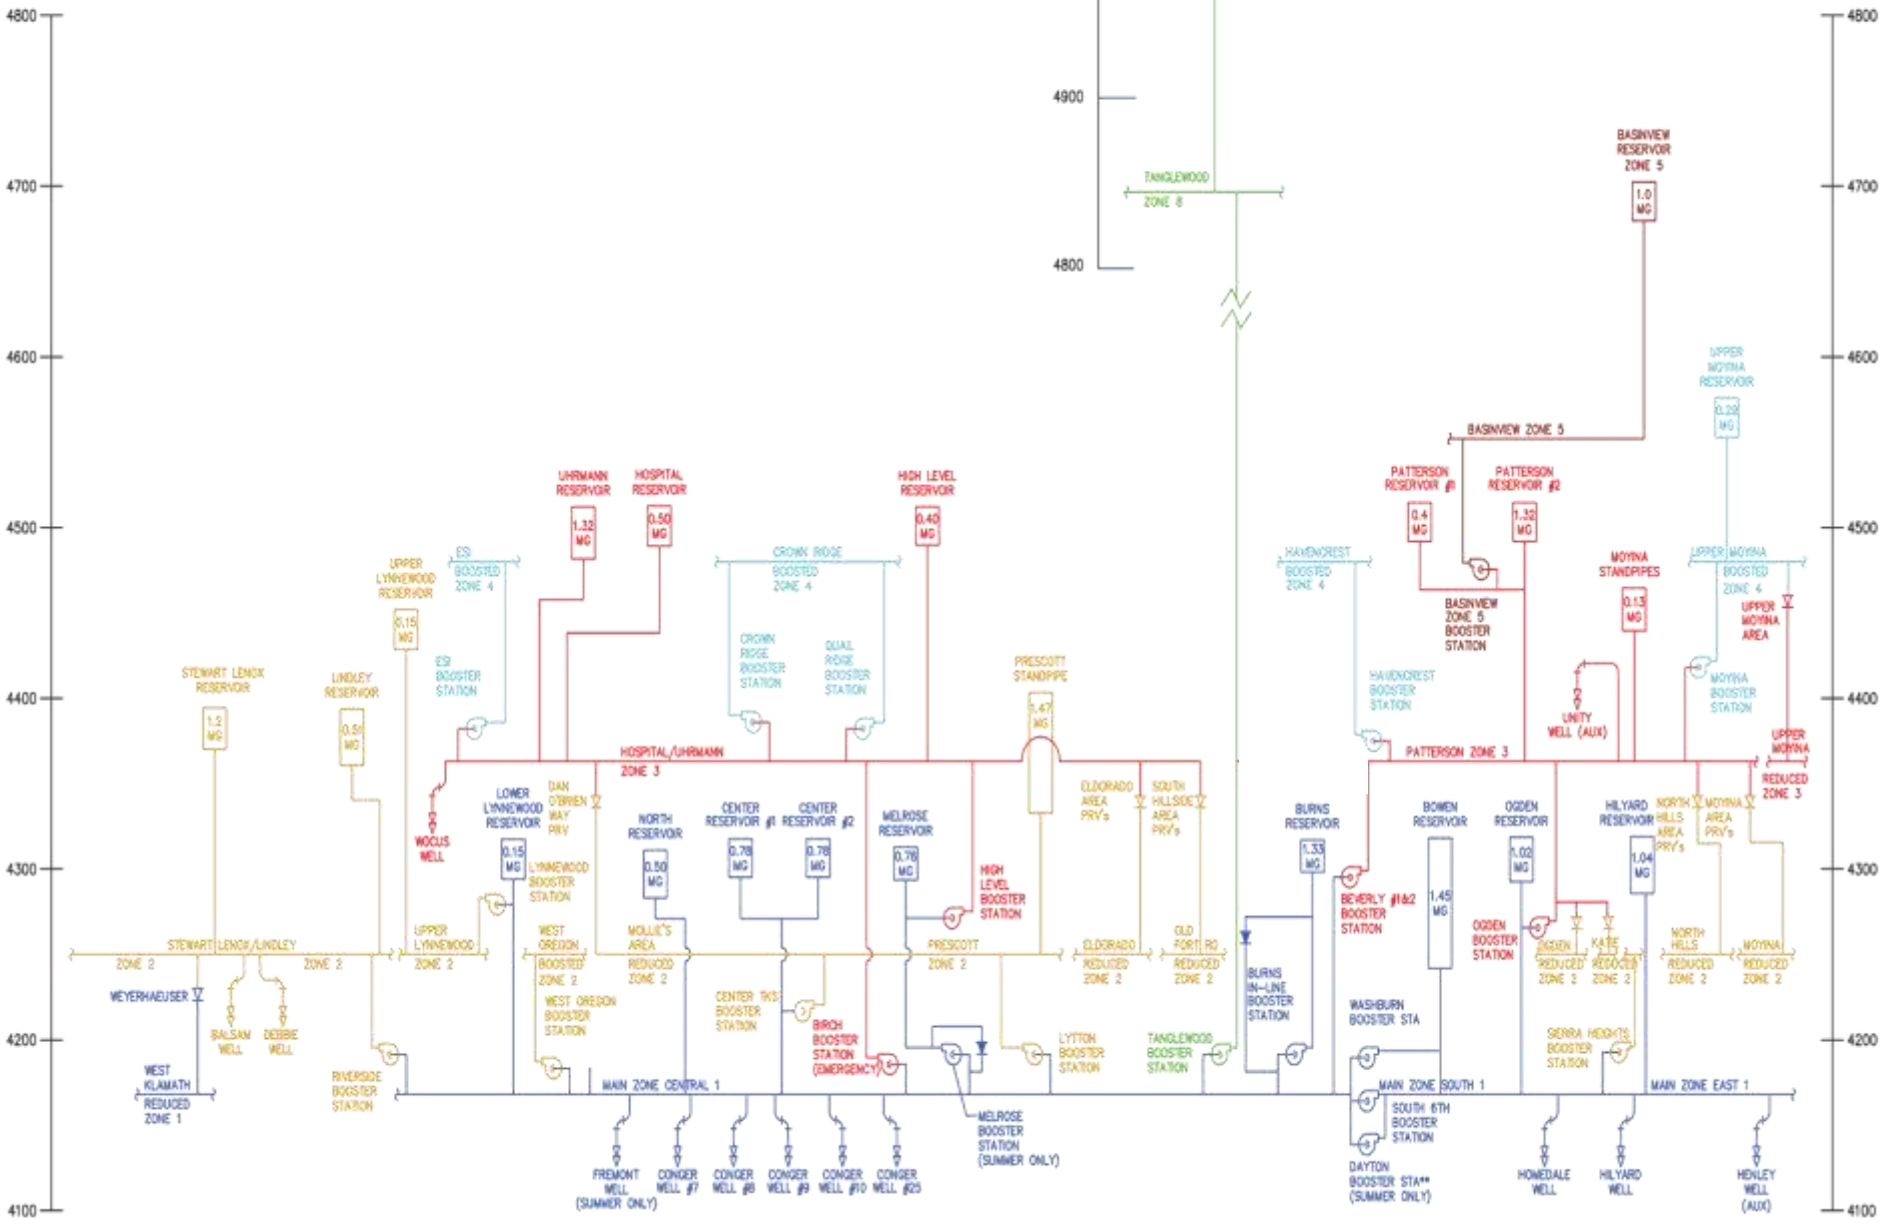 4800
4800
4900
BASINVIEW
RESERVOIR
ZONE 5
4700
TANGLEWOOD
ZONE 8
1.0
MG
4700
4800
4600
UPPER
MOYINA
RESERVOIR
4600
0.29
MG
BASINVIEW ZONE 5
UHRMANN
RESERVOIR
HOSPITAL
RESERVOIR
HIGH LEVEL
RESERVOIR
PATTERSON
RESERVOIR #1
PATTERSON
RESERVOIR #2
4500
1.32
MG
0.50
MG
0.40
MG
0.4
MG
1.32
MG
4500
UPPER
LYNNEWOOD
RESERVOIR
ESI
BOOSTED
ZONE 4
CROWN RIDGE
BOOSTED
ZONE 4
HAVENCREST
BOOSTED
ZONE 4
MOYINA
STANDPIPES
UPPER MOYINA
BOOSTED
ZONE 4
0.15
MG
BASINVIEW
ZONE 5
BOOSTER
STATION
0.13
MG
UPPER
MOYINA
AREA
STEWART LENOX
RESERVOIR
LINDLEY
RESERVOIR
ESI
BOOSTER
STATION
CROWN
RIDGE
BOOSTER
STATION
QUAIL
RIDGE
BOOSTER
STATION
PRESCOTT
STANDPIPE
HAVENCREST
BOOSTER
STATION
MOYINA
BOOSTER
STATION
4400
1.2
MG
0.51
MG
1.47
MG
UNITY
WELL (AUX)
4400
HOSPITAL/UHRMANN
ZONE 3
PATTERSON ZONE 3
UPPER
MOYINA
REDUCED
ZONE 3
WOCUS
WELL
LOWER
LYNNEWOOD
RESERVOIR
DAN
O'BRIEN
WAY
PRV
NORTH
RESERVOIR
CENTER
RESERVOIR #1
CENTER
RESERVOIR #2
MELROSE
RESERVOIR
ELDORADO
AREA
PRV's
SOUTH
HILLSIDE
AREA
PRV's
BURNS
RESERVOIR
BOWEN
RESERVOIR
OGDEN
RESERVOIR
HILYARD
RESERVOIR
NORTH
HILLS
AREA
PRV's
MOYINA
AREA
PRV's
4300
0.15
MG
LYNNEWOOD
BOOSTER
STATION
0.50
MG
0.78
MG
0.78
MG
0.76
MG
HIGH
LEVEL
BOOSTER
STATION
1.33
MG
BEVERLY #1&2
BOOSTER
STATION
1.45
MG
1.02
MG
1.04
MG
4300
STEWART LENOX/LINDLEY
ZONE 2
ZONE 2
UPPER
LYNNEWOOD
ZONE 2
WEST
OREGON
BOOSTED
ZONE 2
MOLLIE'S
AREA
REDUCED
ZONE 2
PRESCOTT
ZONE 2
ELDORADO
REDUCED
ZONE 2
OLD
FORT RD
REDUCED
ZONE 2
OGDEN
BOOSTER
STATION
OGDEN
REDUCED
ZONE 2
KATIE
REDUCED
ZONE 2
NORTH
HILLS
REDUCED
ZONE 2
MOYINA
REDUCED
ZONE 2
WEYERHAEUSER
BALSAM
WELL
DEBBIE
WELL
WEST OREGON
BOOSTER
STATION
CENTER TKS
BOOSTER
STATION
BIRCH
BOOSTER
STATION
(EMERGENCY)
LYTTON
BOOSTER
STATION
TANGLEWOOD
BOOSTER
STATION
BURNS
IN-LINE
BOOSTER
STATION
WASHBURN
BOOSTER STA
SIERRA HEIGHTS
BOOSTER
STATION
4200
4200
WEST
KLAMATH
REDUCED
ZONE 1
RIVERSIDE
BOOSTER
STATION
MAIN ZONE CENTRAL 1
MAIN ZONE SOUTH 1
MAIN ZONE EAST 1
MELROSE
BOOSTER
STATION
(SUMMER ONLY)
SOUTH 6TH
BOOSTER
STATION
FREMONT
WELL
(SUMMER ONLY)
CONGER
WELL #7
CONGER
WELL #8
CONGER
WELL #9
CONGER
WELL #10
CONGER
WELL #25
DAYTON
BOOSTER STA**
(SUMMER ONLY)
HOMEDALE
WELL
HILYARD
WELL
HENLEY
WELL
(AUX)
4100
4100